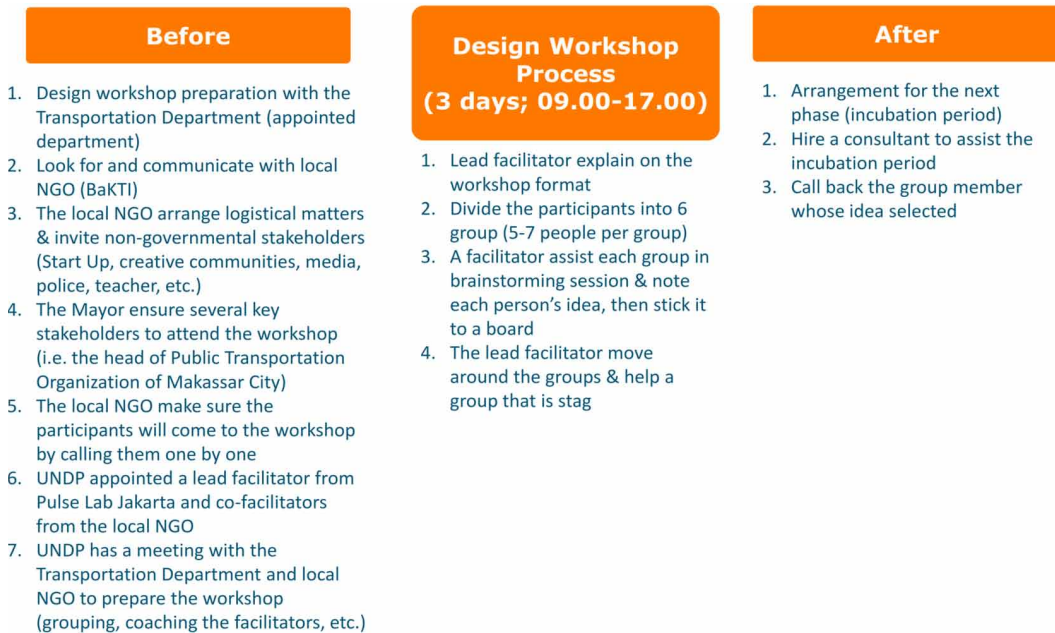 Before
1. Design workshop preparation with the
Transportation Department (appointed
department)
2. Look for and communicate with local
NGO (BaKTI)
3. The local NGO arrange logistical matters
& invite non-governmental stakeholders
(Start Up, creative communities, media,
police, teacher, etc.)
4. The Mayor ensure several key
stakeholders to attend the workshop
(i.e. the head of Public Transportation
Organization of Makassar City)
5. The local NGO make sure the
participants will come to the workshop
by calling them one by one
6. UNDP appointed a lead facilitator from
Pulse Lab Jakarta and co-facilitators
from the local NGO
7. UNDP has a meeting with the
Transportation Department and local
NGO to prepare the workshop
(grouping, coaching the facilitators, etc.)
Design Workshop
Process
(3 days; 09.00-17.00)
1. Lead facilitator explain on the
workshop format
2. Divide the participants into 6
group (5-7 people per group)
3. A facilitator assist each group in
brainstorming session & note
each person's idea, then stick it
to a board
4. The lead facilitator move
around the groups & help a
group that is stag
After
1. Arrangement for the next
phase (incubation period)
2. Hire a consultant to assist the
incubation period
3. Call back the group member
whose idea selected